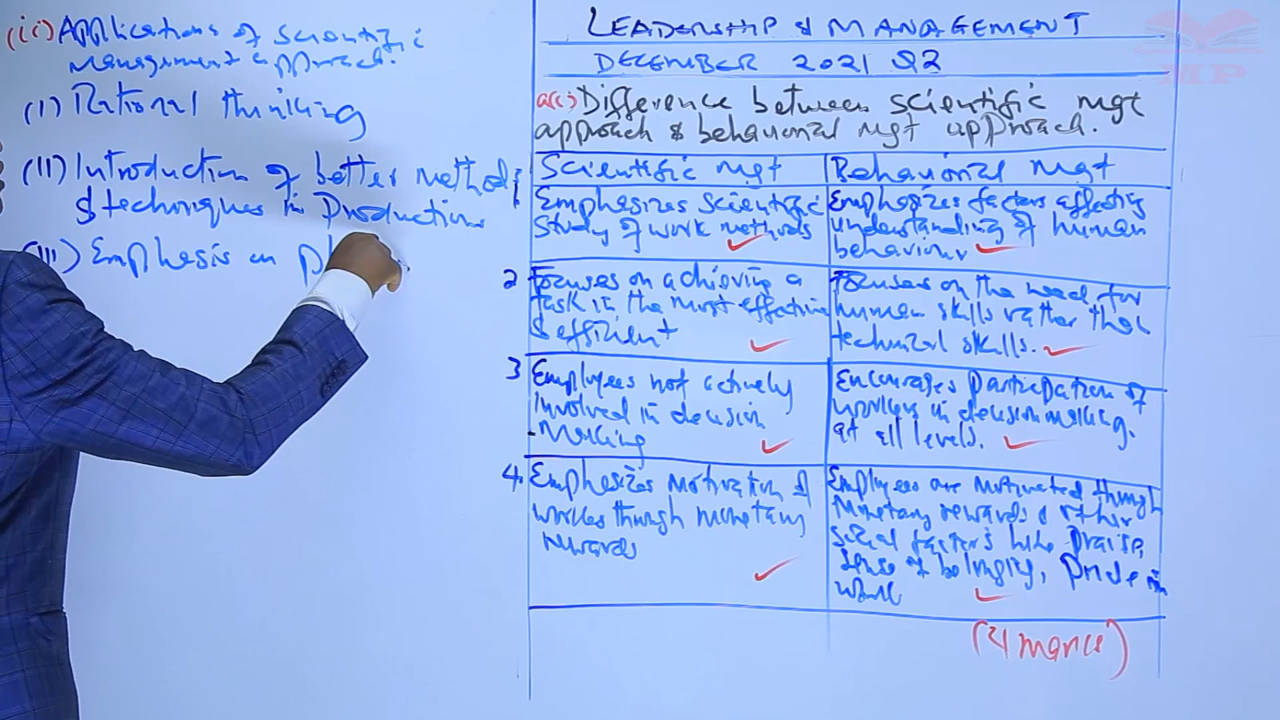 (ii) Applications of scientific
management approach.
(I) Rational thinking
(II) Introduction of better methods
& techniques in Productions
(III) Emphasis on pl
LEADERSHIP & MANAGEMENT
DECEMBER 2021 Q2
a(i) Difference between scientific mgt
approach & behavioral mgt approach.
Scientific mgt
Behavioral mgt
1
Emphasizes scientific
study of work methods
Emphasizes factors affecting
understanding of human
behaviour
2
Focuses on achieving a
task in the most effective
& efficient
Focuses on the need for
human skills rather than
technical skills.
3
Employees not actively
involved in decision
-making
Encourages participation of
workers in decision making.
at all levels.
4.
Emphasizes motivation of
workers through monetary
rewards
Employees are motivated through
monetary rewards & other
social factors like praise,
sense of belonging, pride in
work
(4 marks)
MP